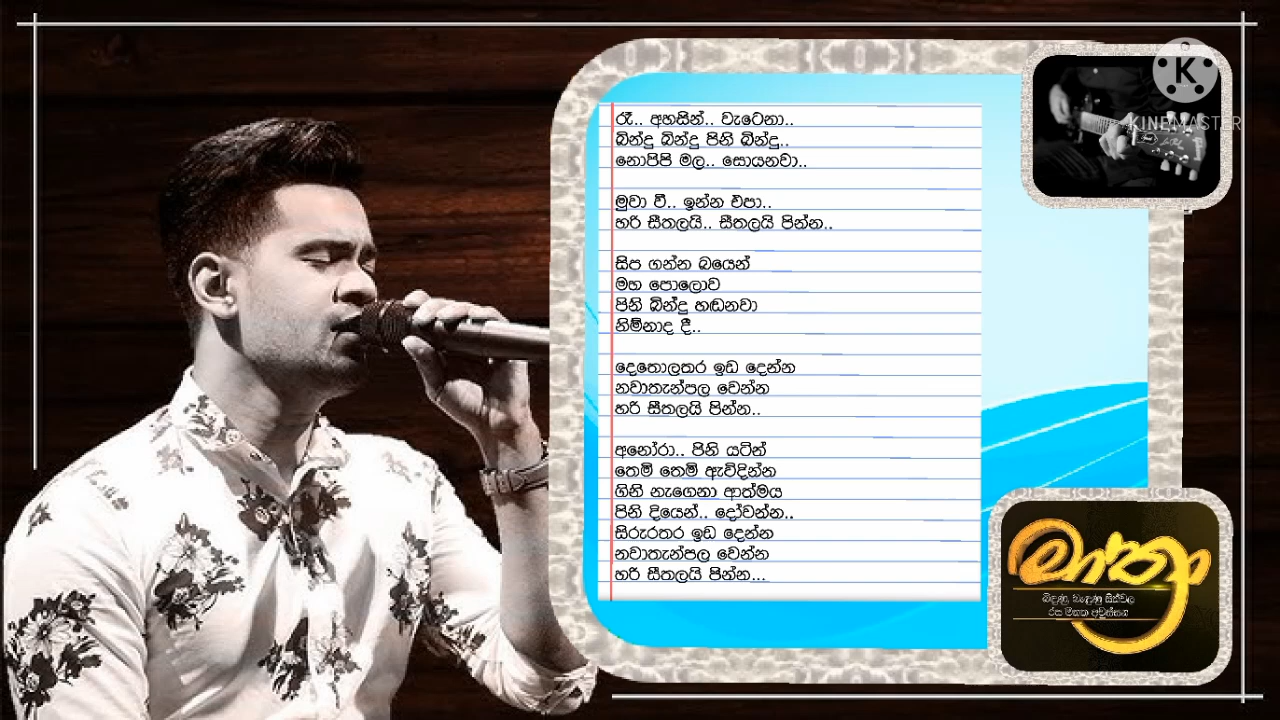 රෑ.. අහසින්.. වැටෙනා..
බින්දු බින්දු පිනි බින්දු..
නොපිපි මල.. සොයනවා..
මුවා වී.. ඉන්න එපා..
හරි සීතලයි.. සීතලයි පින්න..
සිප ගන්න බයෙන්
මහ පොලොව
පිනි බින්දු හඬනවා
නිම්නාද දී..
දෙතොලතර ඉඩ දෙන්න
නවාතැන්පල වෙන්න
හරි සීතලයි පින්න..
අනෝරා.. පිනි යටින්
තෙමි තෙමි ඇවිදින්න
ගිනි නැගෙනා ආත්මය
පිනි දියෙන්.. දෝවන්න..
සිරුරතර ඉඩ දෙන්න
නවාතැන්පල වෙන්න
හරි සීතලයි පින්න...
K
KINEMASTER
මාත්‍රා